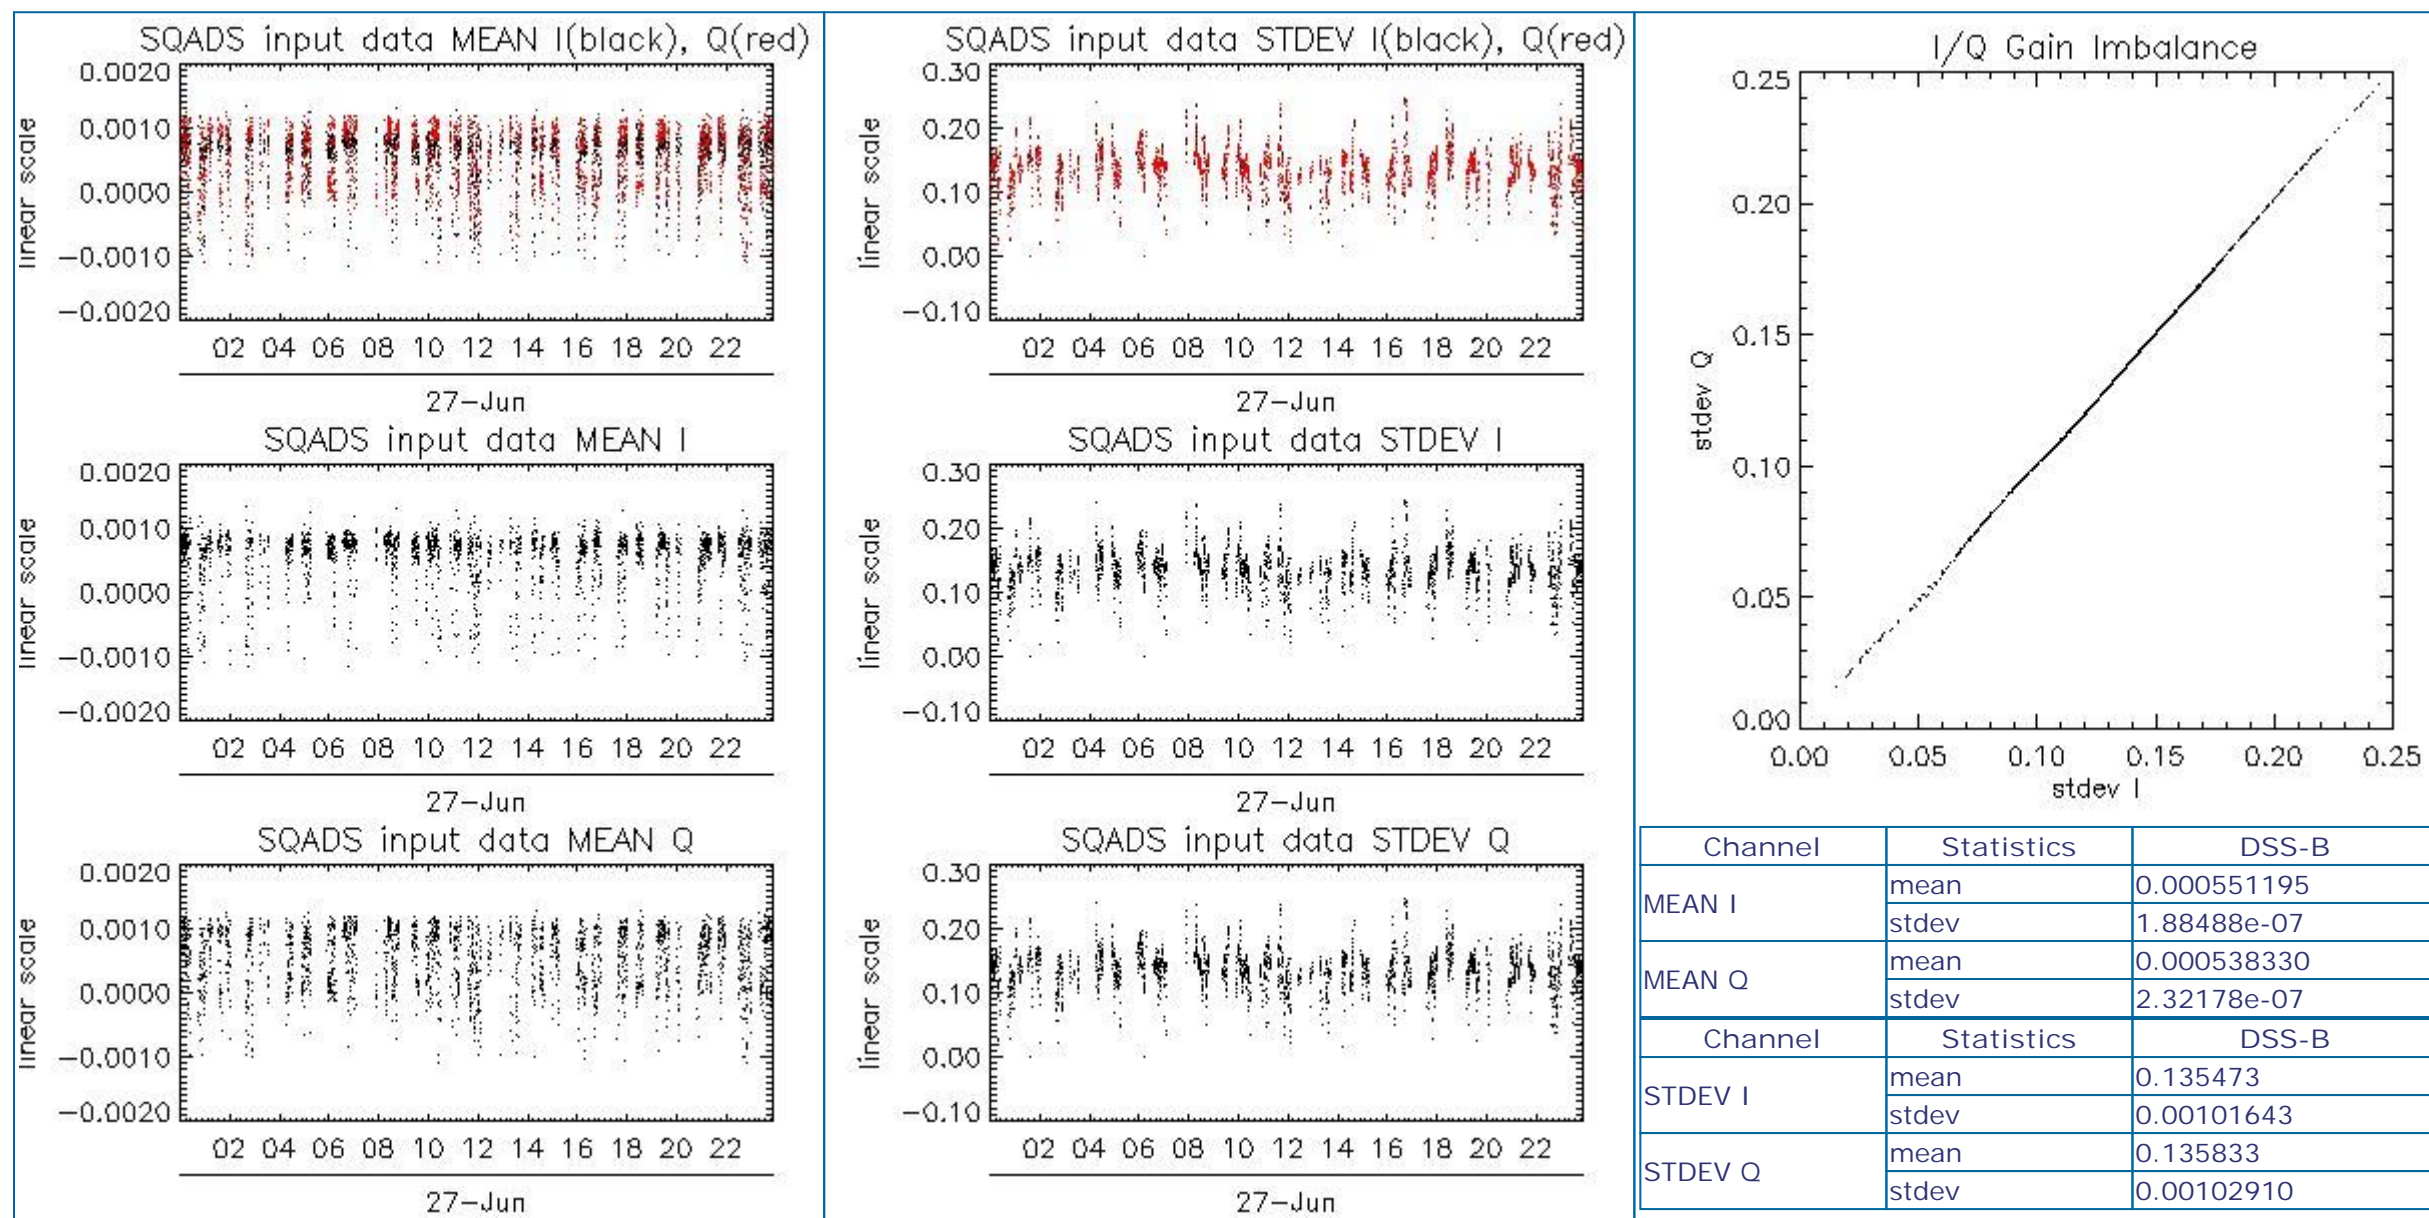 SQADS input data MEAN I(black), Q(red)
linear scale
0.0020
0.0010
0.0000
−0.0010
−0.0020
02 04 06 08 10 12 14 16 18 20 22
27−Jun
SQADS input data MEAN I
linear scale
0.0020
0.0010
0.0000
−0.0010
−0.0020
02 04 06 08 10 12 14 16 18 20 22
27−Jun
SQADS input data MEAN Q
linear scale
0.0020
0.0010
0.0000
−0.0010
−0.0020
02 04 06 08 10 12 14 16 18 20 22
27−Jun
SQADS input data STDEV I(black), Q(red)
linear scale
0.30
0.20
0.10
0.00
−0.10
02 04 06 08 10 12 14 16 18 20 22
27−Jun
SQADS input data STDEV I
linear scale
0.30
0.20
0.10
0.00
−0.10
02 04 06 08 10 12 14 16 18 20 22
27−Jun
SQADS input data STDEV Q
linear scale
0.30
0.20
0.10
0.00
−0.10
02 04 06 08 10 12 14 16 18 20 22
27−Jun
I/Q Gain Imbalance
stdev Q
0.25
0.20
0.15
0.10
0.05
0.00
0.00 0.05 0.10 0.15 0.20 0.25
stdev I
Channel Statistics DSS-B
MEAN I
mean 0.000551195
stdev 1.88488e-07
MEAN Q
mean 0.000538330
stdev 2.32178e-07
Channel Statistics DSS-B
STDEV I
mean 0.135473
stdev 0.00101643
STDEV Q
mean 0.135833
stdev 0.00102910